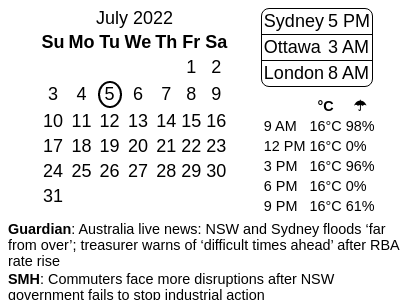 July 2022
Su Mo Tu We Th Fr Sa
1 2
3 4 5 6 7 8 9
10 11 12 13 14 15 16
17 18 19 20 21 22 23
24 25 26 27 28 29 30
31
Sydney 5 PM
Ottawa 3 AM
London 8 AM
°C ☂
9 AM 16°C 98%
12 PM 16°C 0%
3 PM 16°C 96%
6 PM 16°C 0%
9 PM 16°C 61%
Guardian: Australia live news: NSW and Sydney floods ‘far
from over’; treasurer warns of ‘difficult times ahead’ after RBA
rate rise
SMH: Commuters face more disruptions after NSW
government fails to stop industrial action